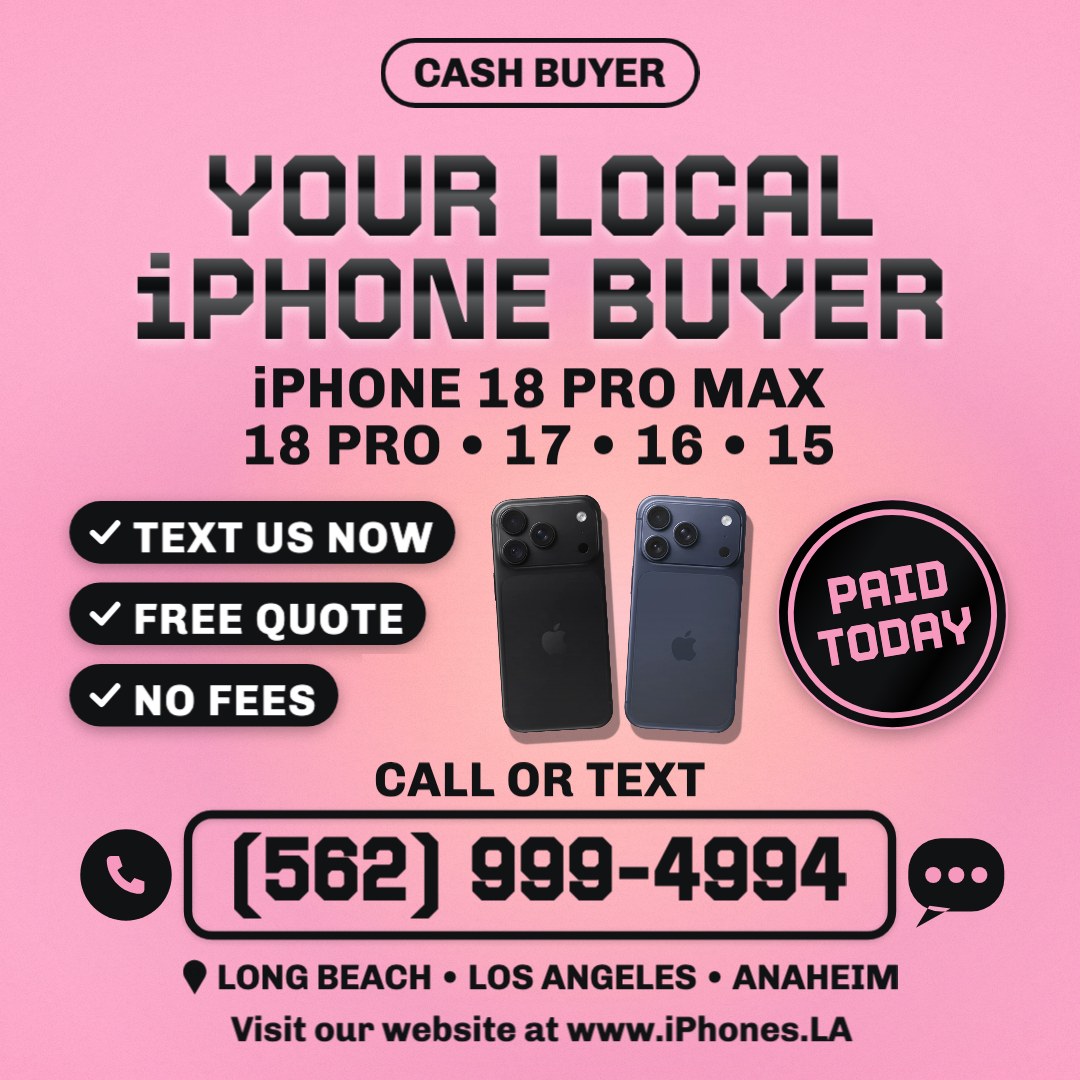 CASH BUYER
YOUR LOCAL
iPHONE BUYER
iPHONE 18 PRO MAX
18 PRO • 17 • 16 • 15
TEXT US NOW
FREE QUOTE
NO FEES
PAID
TODAY
CALL OR TEXT
(562) 999-4994
LONG BEACH • LOS ANGELES • ANAHEIM
Visit our website at www.iPhones.LA